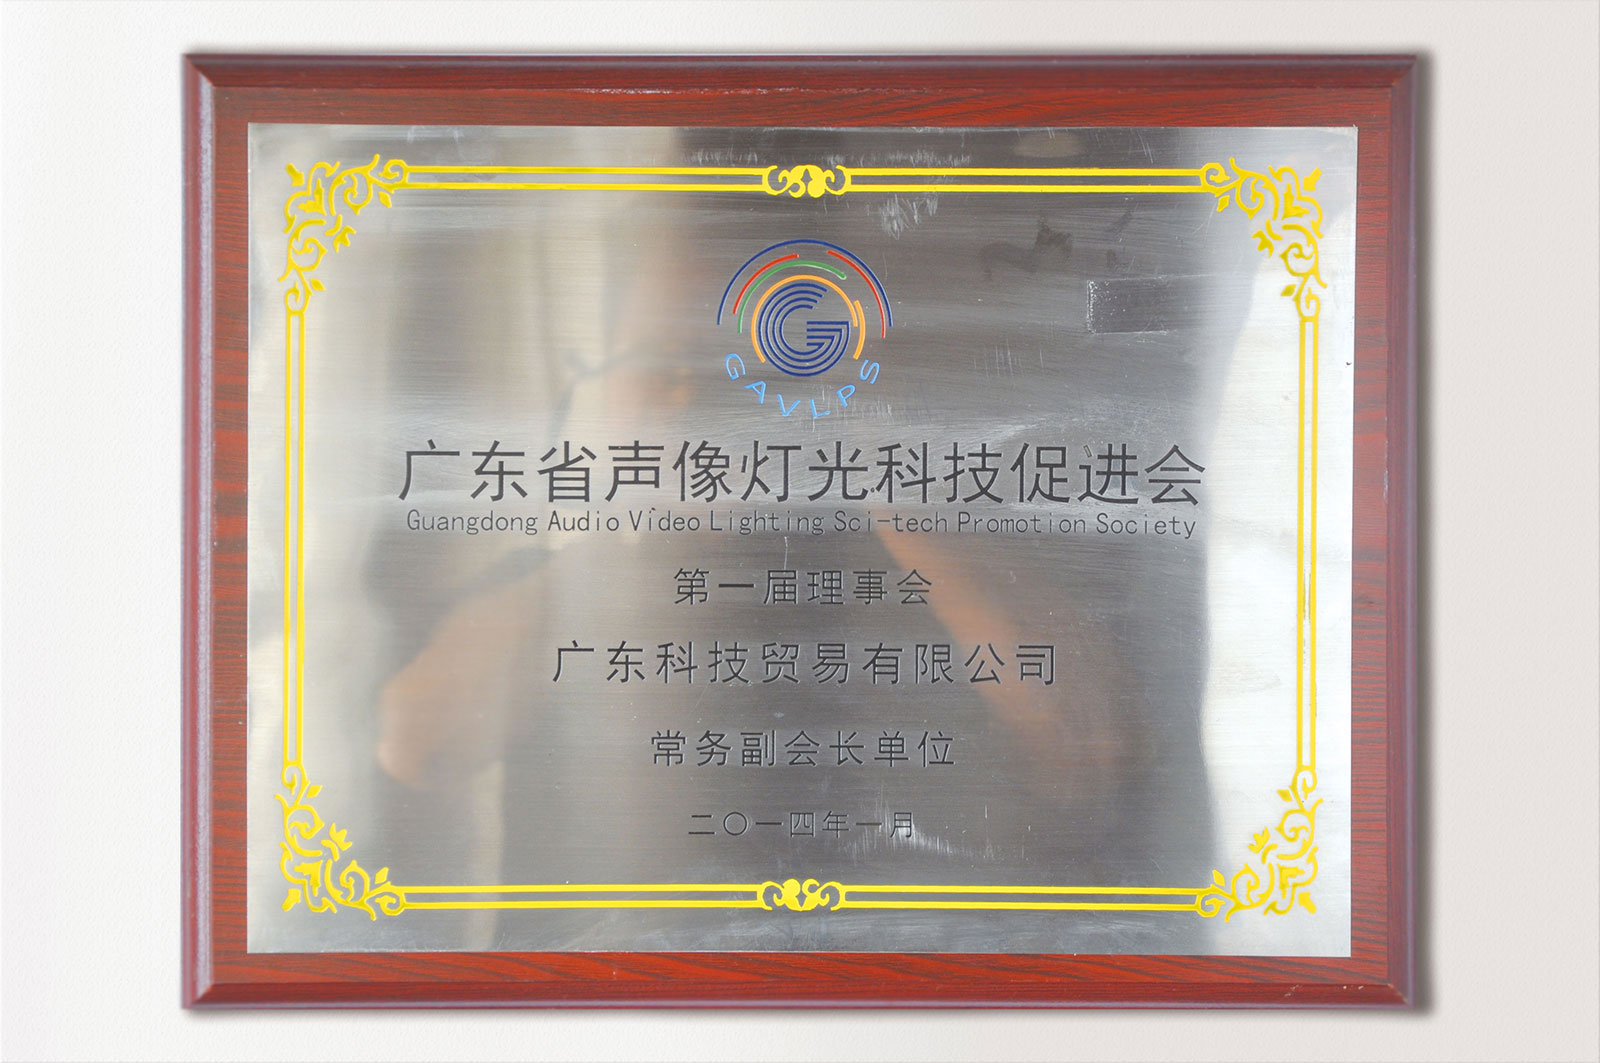 GAVLPS
广东省声像灯光科技促进会
Guangdong Audio Video Lighting Sci-tech Promotion Society
第一届理事会
广东科技贸易有限公司
常务副会长单位
二〇一四年一月